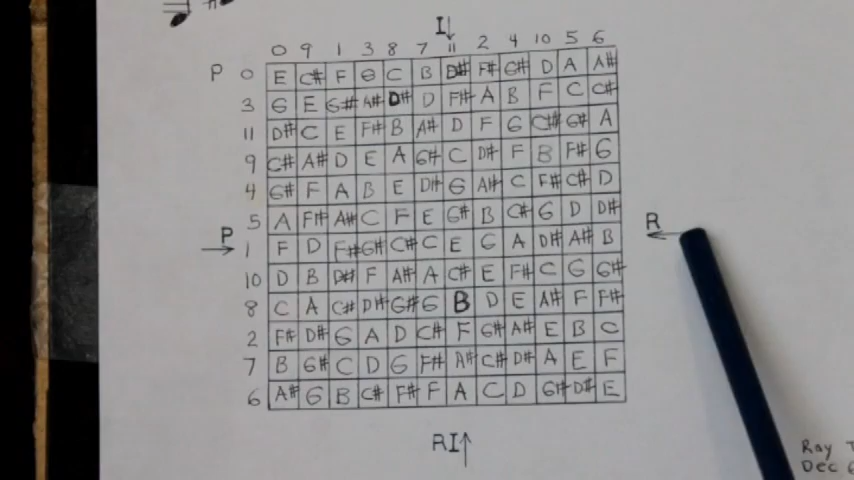 I↓
0 9 1 3 8 7 11 2 4 10 5 6
P 0 E C# F G C B D# F# G# D A A#
3 G E G# A# D# D F# A B F C C#
11 D# C E F# B A# D F G C# G# A
9 C# A# D E A G# C D# F B F# G
4 G# F A B E D# G A# C F# C# D
5 A F# A# C F E G# B C# G D D#
P → 1 F D F# G# C# C E G A D# A# B R ←
10 D B D# F A# A C# E F# C G G#
8 C A C# D# G# G B D E A# F F#
2 F# D# G A D C# F G# A# E B C
7 B G# C D G F# A# C# D# A E F
6 A# G B C# F# F A C D G# D# E
RI↑
Ray
Dec